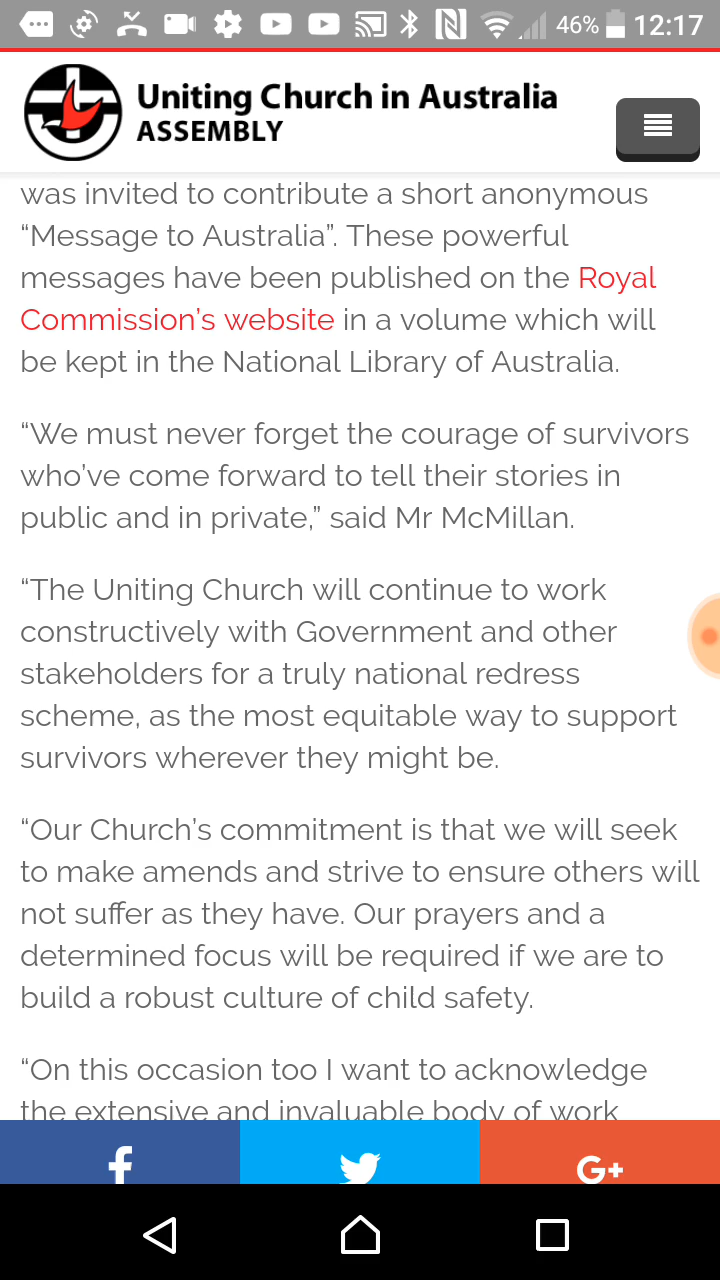 46% 12:17
Uniting Church in Australia
ASSEMBLY
was invited to contribute a short anonymous
“Message to Australia”. These powerful
messages have been published on the Royal
Commission’s website in a volume which will
be kept in the National Library of Australia.
“We must never forget the courage of survivors
who’ve come forward to tell their stories in
public and in private,” said Mr McMillan.
“The Uniting Church will continue to work
constructively with Government and other
stakeholders for a truly national redress
scheme, as the most equitable way to support
survivors wherever they might be.
“Our Church’s commitment is that we will seek
to make amends and strive to ensure others will
not suffer as they have. Our prayers and a
determined focus will be required if we are to
build a robust culture of child safety.
“On this occasion too I want to acknowledge
the extensive and invaluable body of work
f G+